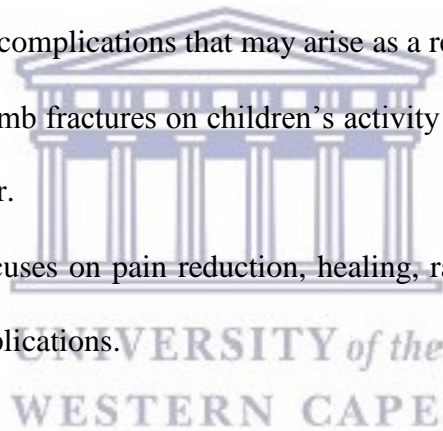 complications that may arise as a re
mb fractures on children's activity
r.
cuses on pain reduction, healing, ra
plications.
UNIVERSITY of the
WESTERN CAPE